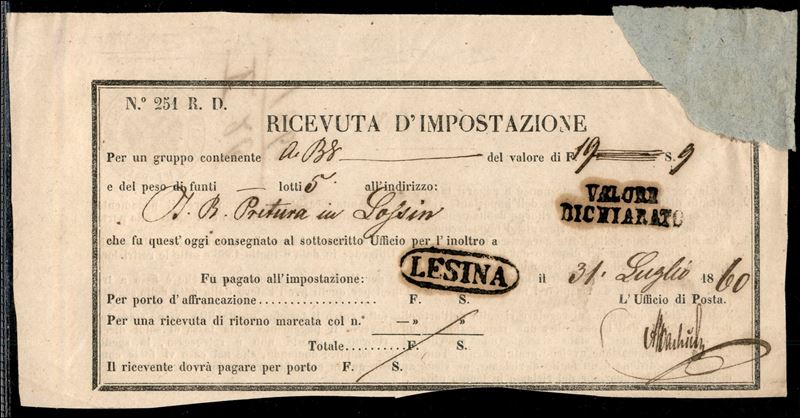 N.º 251 R. D.
RICEVUTA D'IMPOSTAZIONE
Per un gruppo contenente a. B8 del valore di F. 19 S. 9
e del peso di funti — lotti 5 all'indirizzo:
I. R. Pretura in Lossin
VALORE
DICHIARATO
che fu quest'oggi consegnato al sottoscritto Ufficio per l'inoltro a
Fu pagato all'impostazione: LESINA il 31. Luglio 1860
Per porto d'affrancazione.................. F. S. L'Ufficio di Posta.
Per una ricevuta di ritorno marcata col n.º —» »
Totale..........F. S.
Il ricevente dovrà pagare per porto F. S.